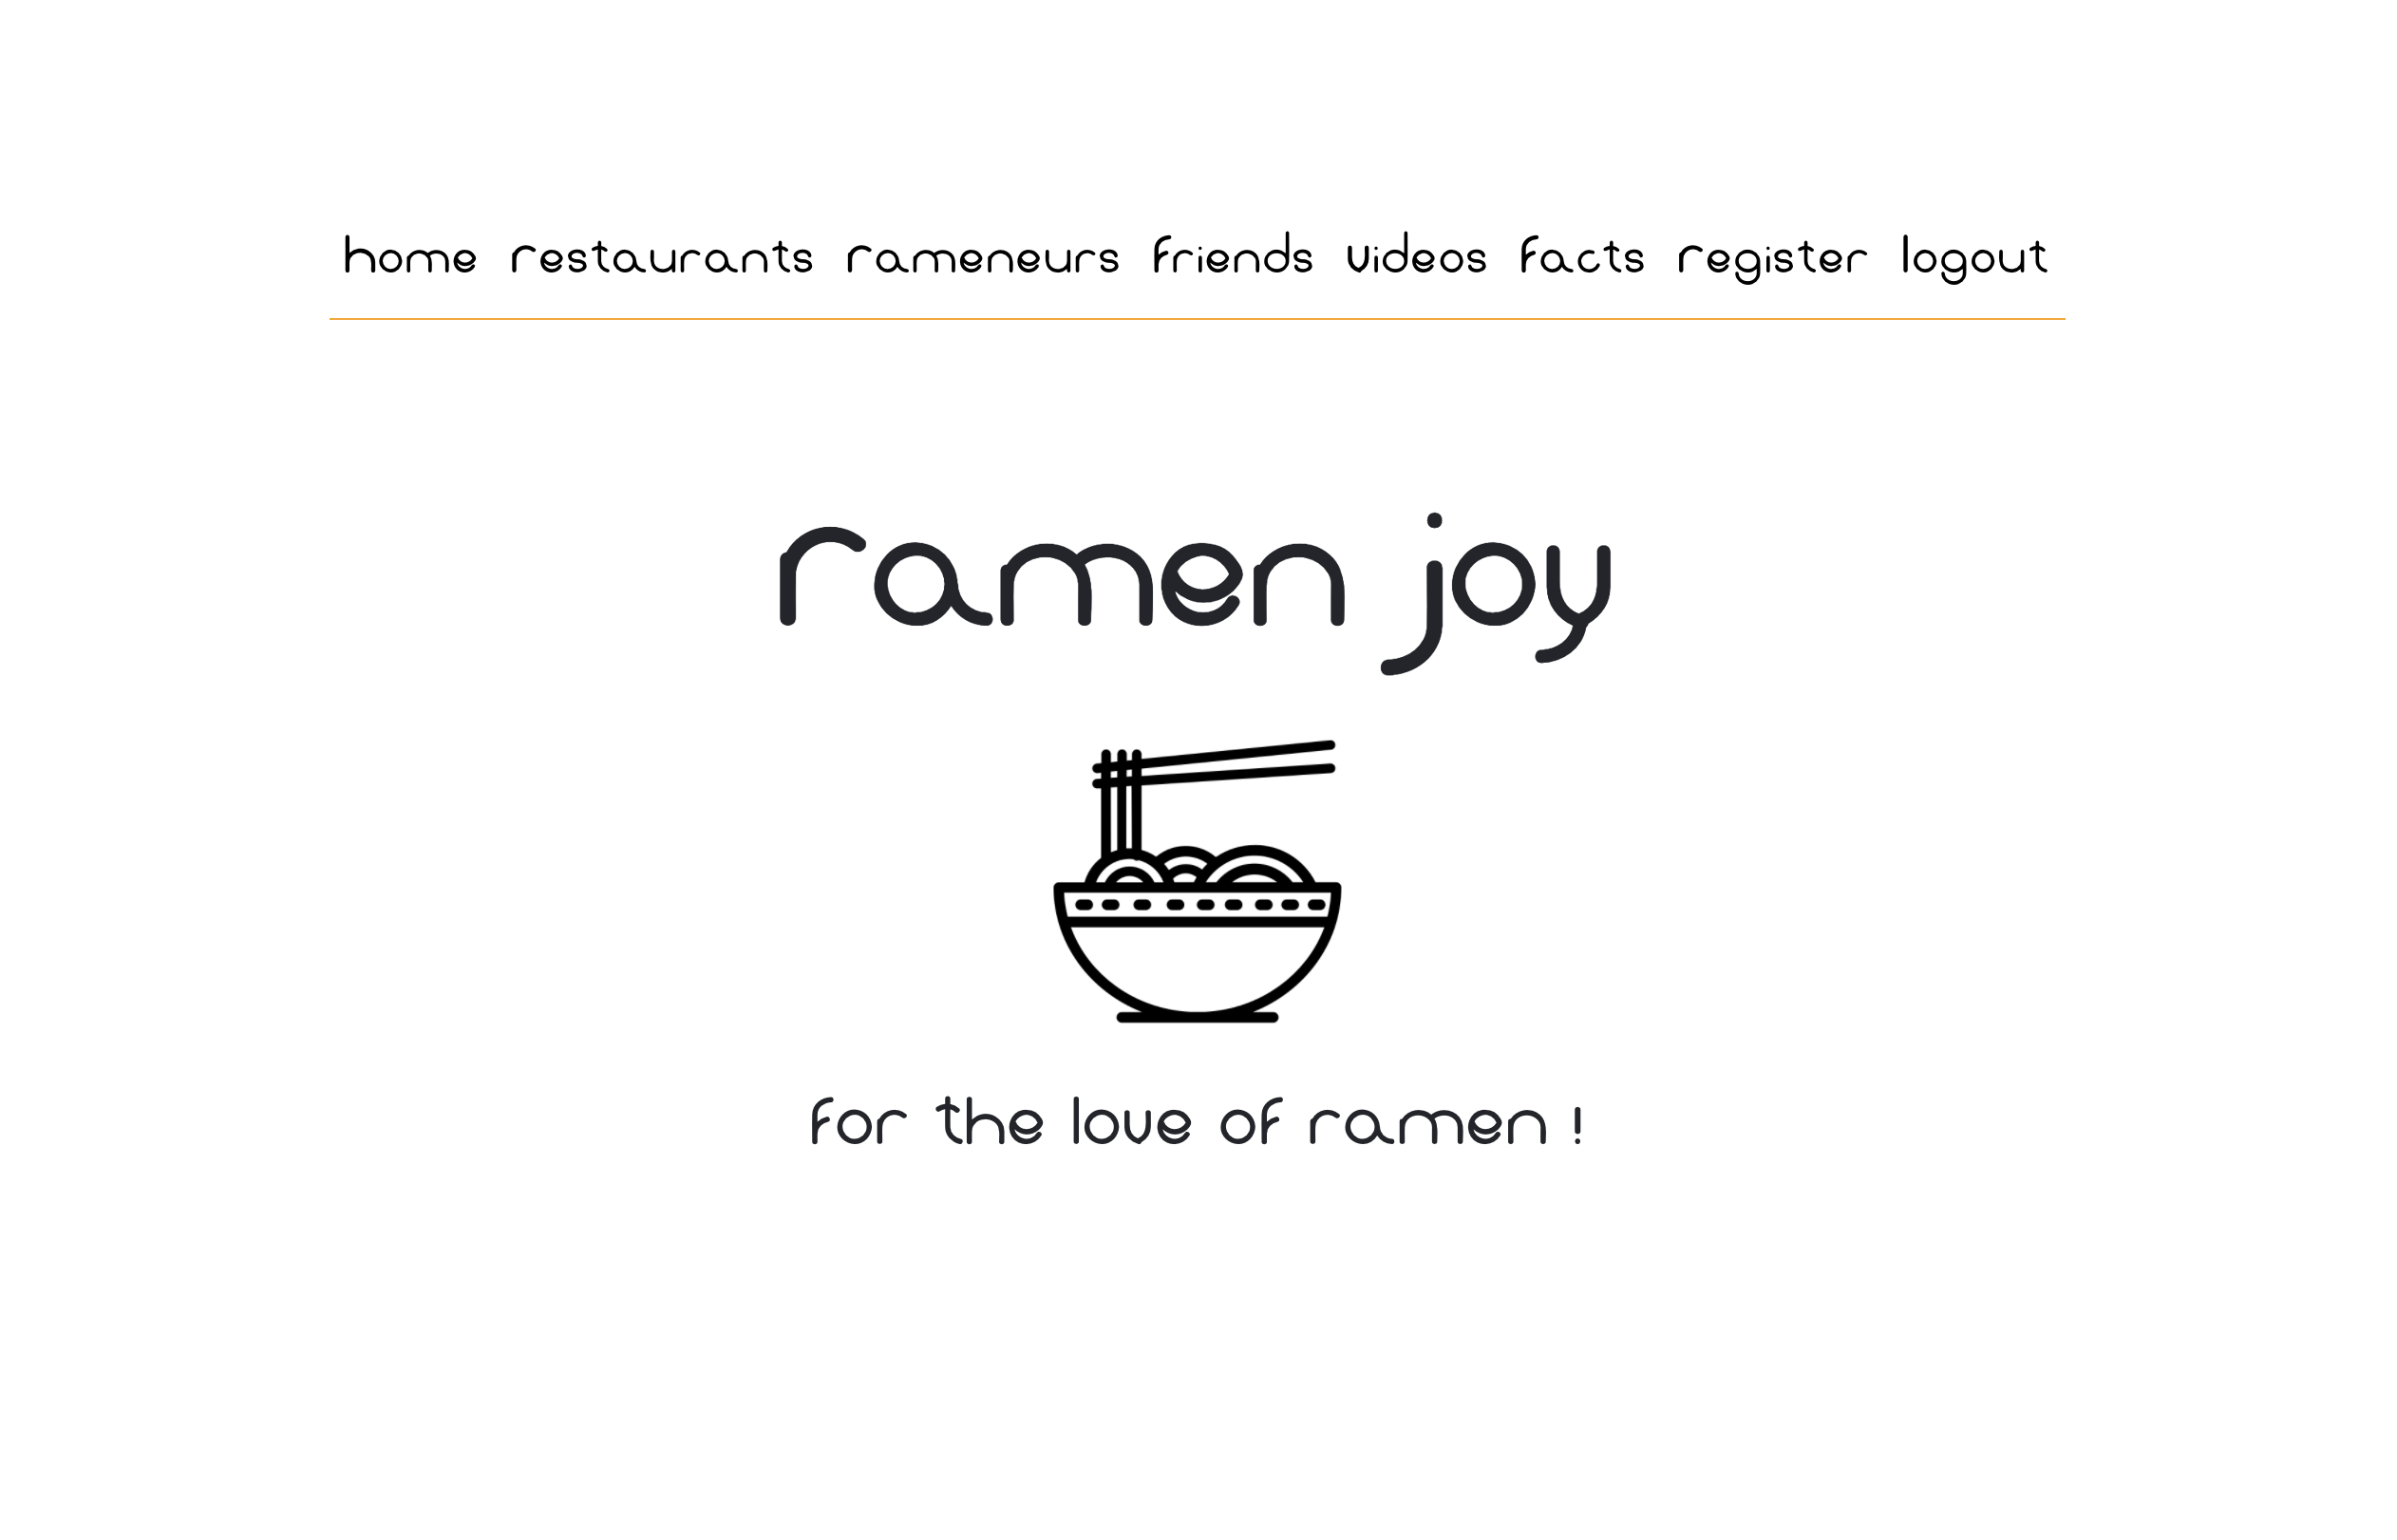 home restaurants rameneurs friends videos facts register logout
ramen joy
for the love of ramen !